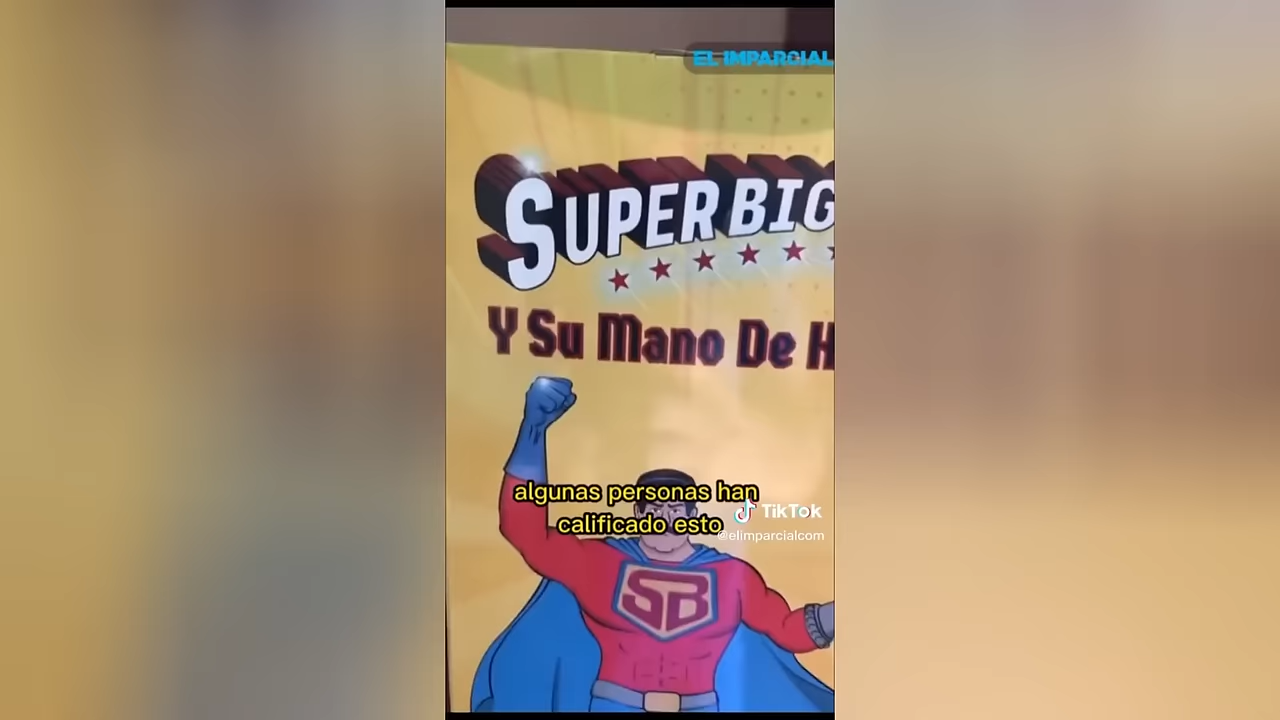 EL IMPARCIAL
SUPER BIG
Y Su Mano De H
algunas personas han
calificado esto
TikTok
@elimparcialcom
SB